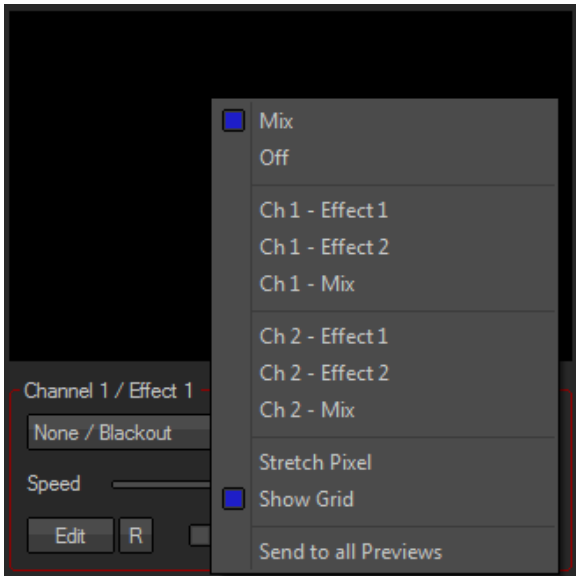 Mix
Off
Ch 1 - Effect 1
Ch 1 - Effect 2
Ch 1 - Mix
Ch 2 - Effect 1
Ch 2 - Effect 2
Ch 2 - Mix
Stretch Pixel
Show Grid
Send to all Previews
Channel 1 / Effect 1
None / Blackout
Speed
Edit R